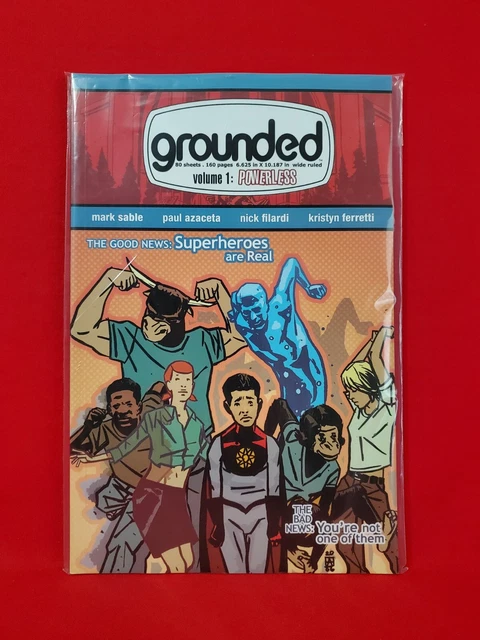 grounded
80 sheets . 160 pages 6.625 in X 10.187 in wide ruled
volume 1: POWERLESS
mark sable paul azaceta nick filardi kristyn ferretti
THE GOOD NEWS: Superheroes
are Real
THE
BAD
NEWS: You're not
one of them